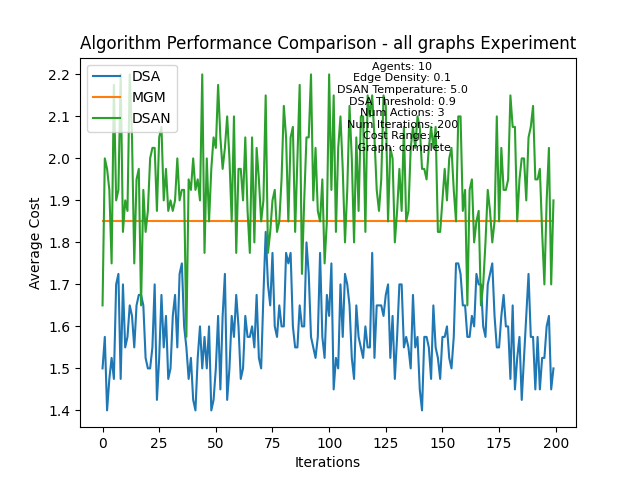 Algorithm Performance Comparison - all graphs Experiment
DSA
MGM
DSAN
Agents: 10
Edge Density: 0.1
DSAN Temperature: 5.0
DSA Threshold: 0.9
Num Actions: 3
Num Iterations: 200
Cost Range: 4
Graph: complete
Average Cost
2.2
2.1
2.0
1.9
1.8
1.7
1.6
1.5
1.4
0
25
50
75
100
125
150
175
200
Iterations